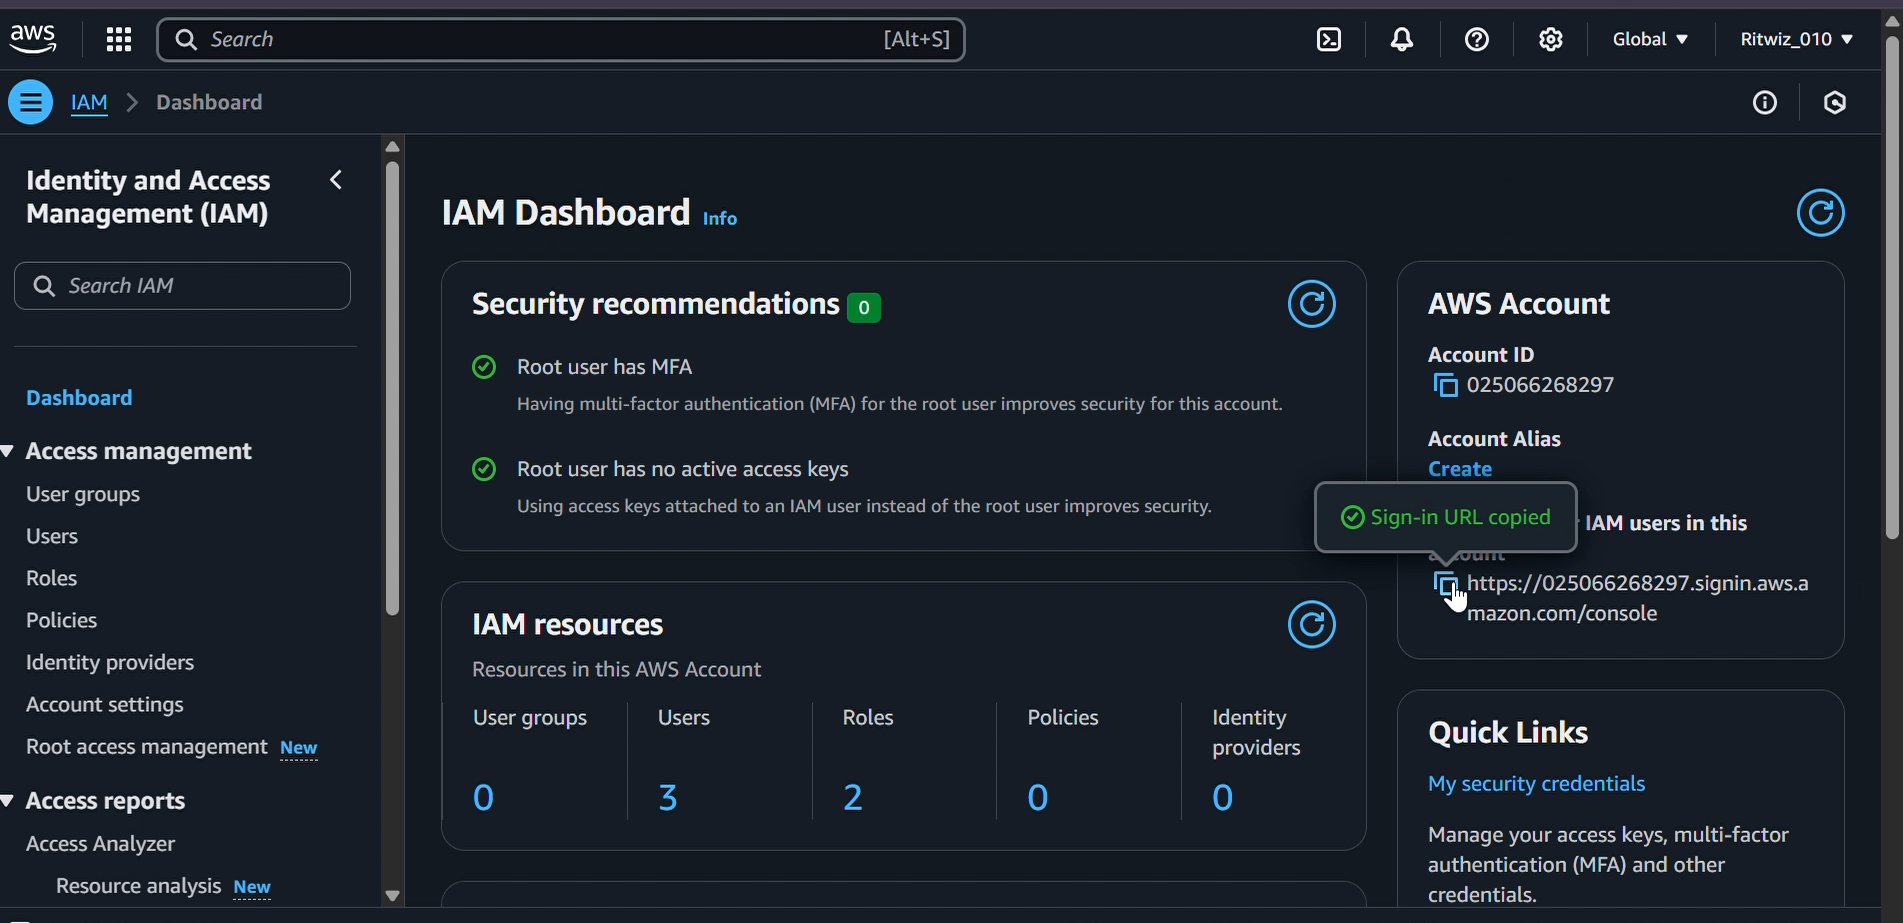 aws
Search [Alt+S]
Global
Ritwiz_010
IAM
Dashboard
Identity and Access
Management (IAM)
Search IAM
Dashboard
Access management
User groups
Users
Roles
Policies
Identity providers
Account settings
Root access management New
Access reports
Access Analyzer
Resource analysis New
IAM Dashboard Info
Security recommendations 0
Root user has MFA
Having multi-factor authentication (MFA) for the root user improves security for this account.
Root user has no active access keys
Using access keys attached to an IAM user instead of the root user improves security.
IAM resources
Resources in this AWS Account
User groups
0
Users
3
Roles
2
Policies
0
Identity
providers
0
AWS Account
Account ID
025066268297
Account Alias
Create
Sign-in URL copied
IAM users in this
account
https://025066268297.signin.aws.a
mazon.com/console
Quick Links
My security credentials
Manage your access keys, multi-factor
authentication (MFA) and other
credentials.